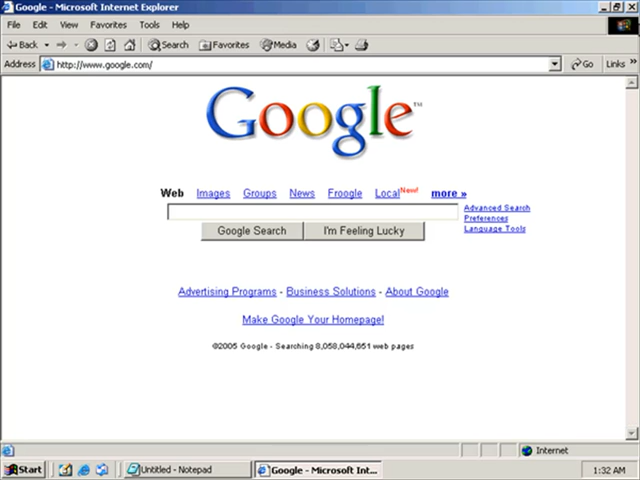 Google - Microsoft Internet Explorer
File Edit View Favorites Tools Help
Back Search Favorites Media
Address http://www.google.com/ Go Links »
Google™
Web Images Groups News Froogle Local New! more »
Advanced Search
Preferences
Language Tools
Google Search I'm Feeling Lucky
Advertising Programs - Business Solutions - About Google
Make Google Your Homepage!
©2005 Google - Searching 8,058,044,651 web pages
Internet
Start Untitled - Notepad Google - Microsoft Int... 1:32 AM